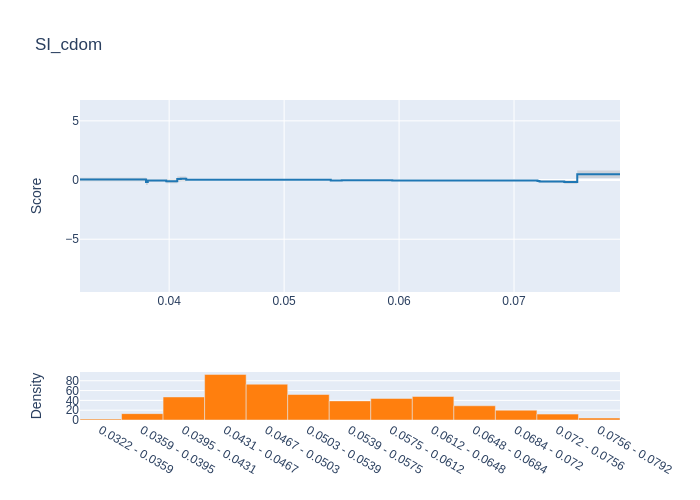 SI_cdom
Score
5
0
−5
0.04
0.05
0.06
0.07
Density
80
60
40
20
0
0.0322 - 0.0359
0.0359 - 0.0395
0.0395 - 0.0431
0.0431 - 0.0467
0.0467 - 0.0503
0.0503 - 0.0539
0.0539 - 0.0575
0.0575 - 0.0612
0.0612 - 0.0648
0.0648 - 0.0684
0.0684 - 0.072
0.072 - 0.0756
0.0756 - 0.0792